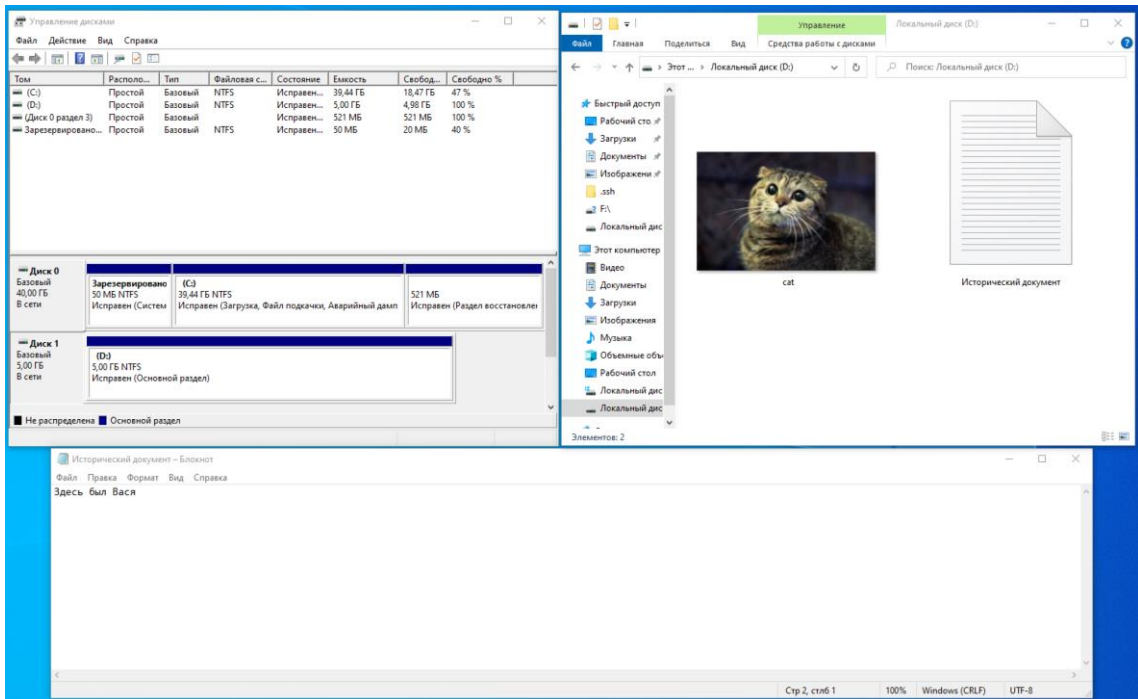 Управление дисками
Файл Действие Вид Справка
Том Располо... Тип Файловая с... Состояние Емкость Свобод... Свободно %
(C:) Простой Базовый NTFS Исправен... 39,44 ГБ 18,47 ГБ 47 %
(D:) Простой Базовый NTFS Исправен... 5,00 ГБ 4,98 ГБ 100 %
(Диск 0 раздел 3) Простой Базовый Исправен... 521 МБ 521 МБ 100 %
Зарезервировано... Простой Базовый NTFS Исправен... 50 МБ 20 МБ 40 %
Диск 0
Базовый
40,00 ГБ
В сети
Зарезервировано
50 МБ NTFS
Исправен (Систем
(C:)
39,44 ГБ NTFS
Исправен (Загрузка, Файл подкачки, Аварийный дамп
521 МБ
Исправен (Раздел восстановлен
Диск 1
Базовый
5,00 ГБ
В сети
(D:)
5,00 ГБ NTFS
Исправен (Основной раздел)
Не распределена Основной раздел
Управление Локальный диск (D:)
Файл Главная Поделиться Вид Средства работы с дисками
Этот ... › Локальный диск (D:) Поиск: Локальный диск (D:)
Быстрый доступ
Рабочий сто
Загрузки
Документы
Изображени
.ssh
F:\
Локальный дис
Этот компьютер
Видео
Документы
Загрузки
Изображения
Музыка
Объемные объ
Рабочий стол
Локальный дис
Локальный дис
cat
Исторический документ
Элементов: 2
Исторический документ – Блокнот
Файл Правка Формат Вид Справка
Здесь был Вася
Стр 2, стлб 1 100% Windows (CRLF) UTF-8